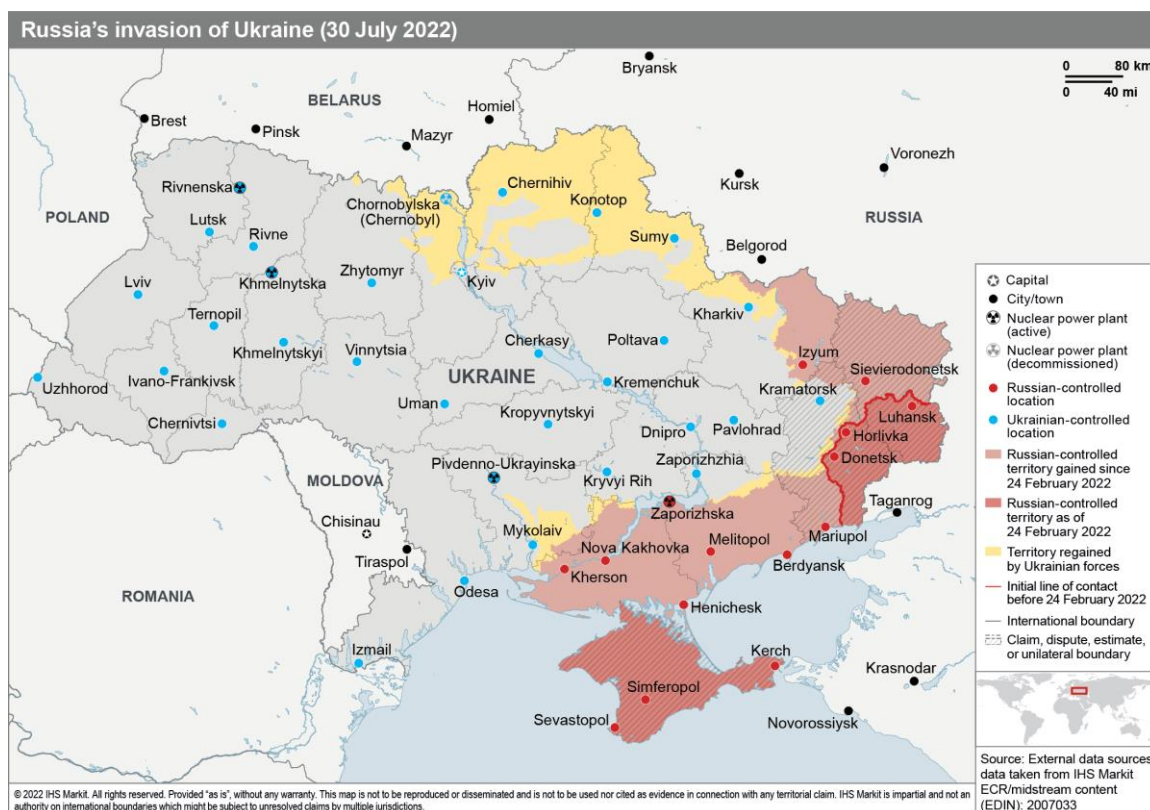 Russia's invasion of Ukraine (30 July 2022)
0 80 km
0 40 mi
Bryansk
BELARUS
Homiel
Brest
Pinsk
Mazyr
Voronezh
Kursk
Rivnenska
Chernihiv
Chornobylska
(Chernobyl)
Konotop
POLAND
RUSSIA
Lutsk
Rivne
Sumy
Belgorod
Khmelnytska
Zhytomyr
Kyiv
Lviv
Kharkiv
Ternopil
Khmelnytskyi
Vinnytsia
Cherkasy
Poltava
Izyum
Sievierodonetsk
Uzhhorod
Ivano-Frankivsk
UKRAINE
Kremenchuk
Kramatorsk
Luhansk
Uman
Kropyvnytskyi
Chernivtsi
Dnipro
Pavlohrad
Horlivka
Donetsk
Pivdenno-Ukrayinska
Zaporizhzhia
Kryvyi Rih
MOLDOVA
Taganrog
Zaporizhska
Chisinau
Mykolaiv
Nova Kakhovka
Melitopol
Mariupol
Tiraspol
Berdyansk
Kherson
Odesa
ROMANIA
Henichesk
Izmail
Kerch
Krasnodar
Simferopol
Sevastopol
Novorossiysk
Capital
City/town
Nuclear power plant
(active)
Nuclear power plant
(decommissioned)
Russian-controlled
location
Ukrainian-controlled
location
Russian-controlled
territory gained since
24 February 2022
Russian-controlled
territory as of
24 February 2022
Territory regained
by Ukrainian forces
Initial line of contact
before 24 February 2022
International boundary
Claim, dispute, estimate,
or unilateral boundary
Source: External data sources
data taken from IHS Markit
ECR/midstream content
(EDIN): 2007033
© 2022 IHS Markit. All rights reserved. Provided "as is", without any warranty. This map is not to be reproduced or disseminated and is not to be used nor cited as evidence in connection with any territorial claim. IHS Markit is impartial and not an
authority on international boundaries which might be subject to unresolved claims by multiple jurisdictions.